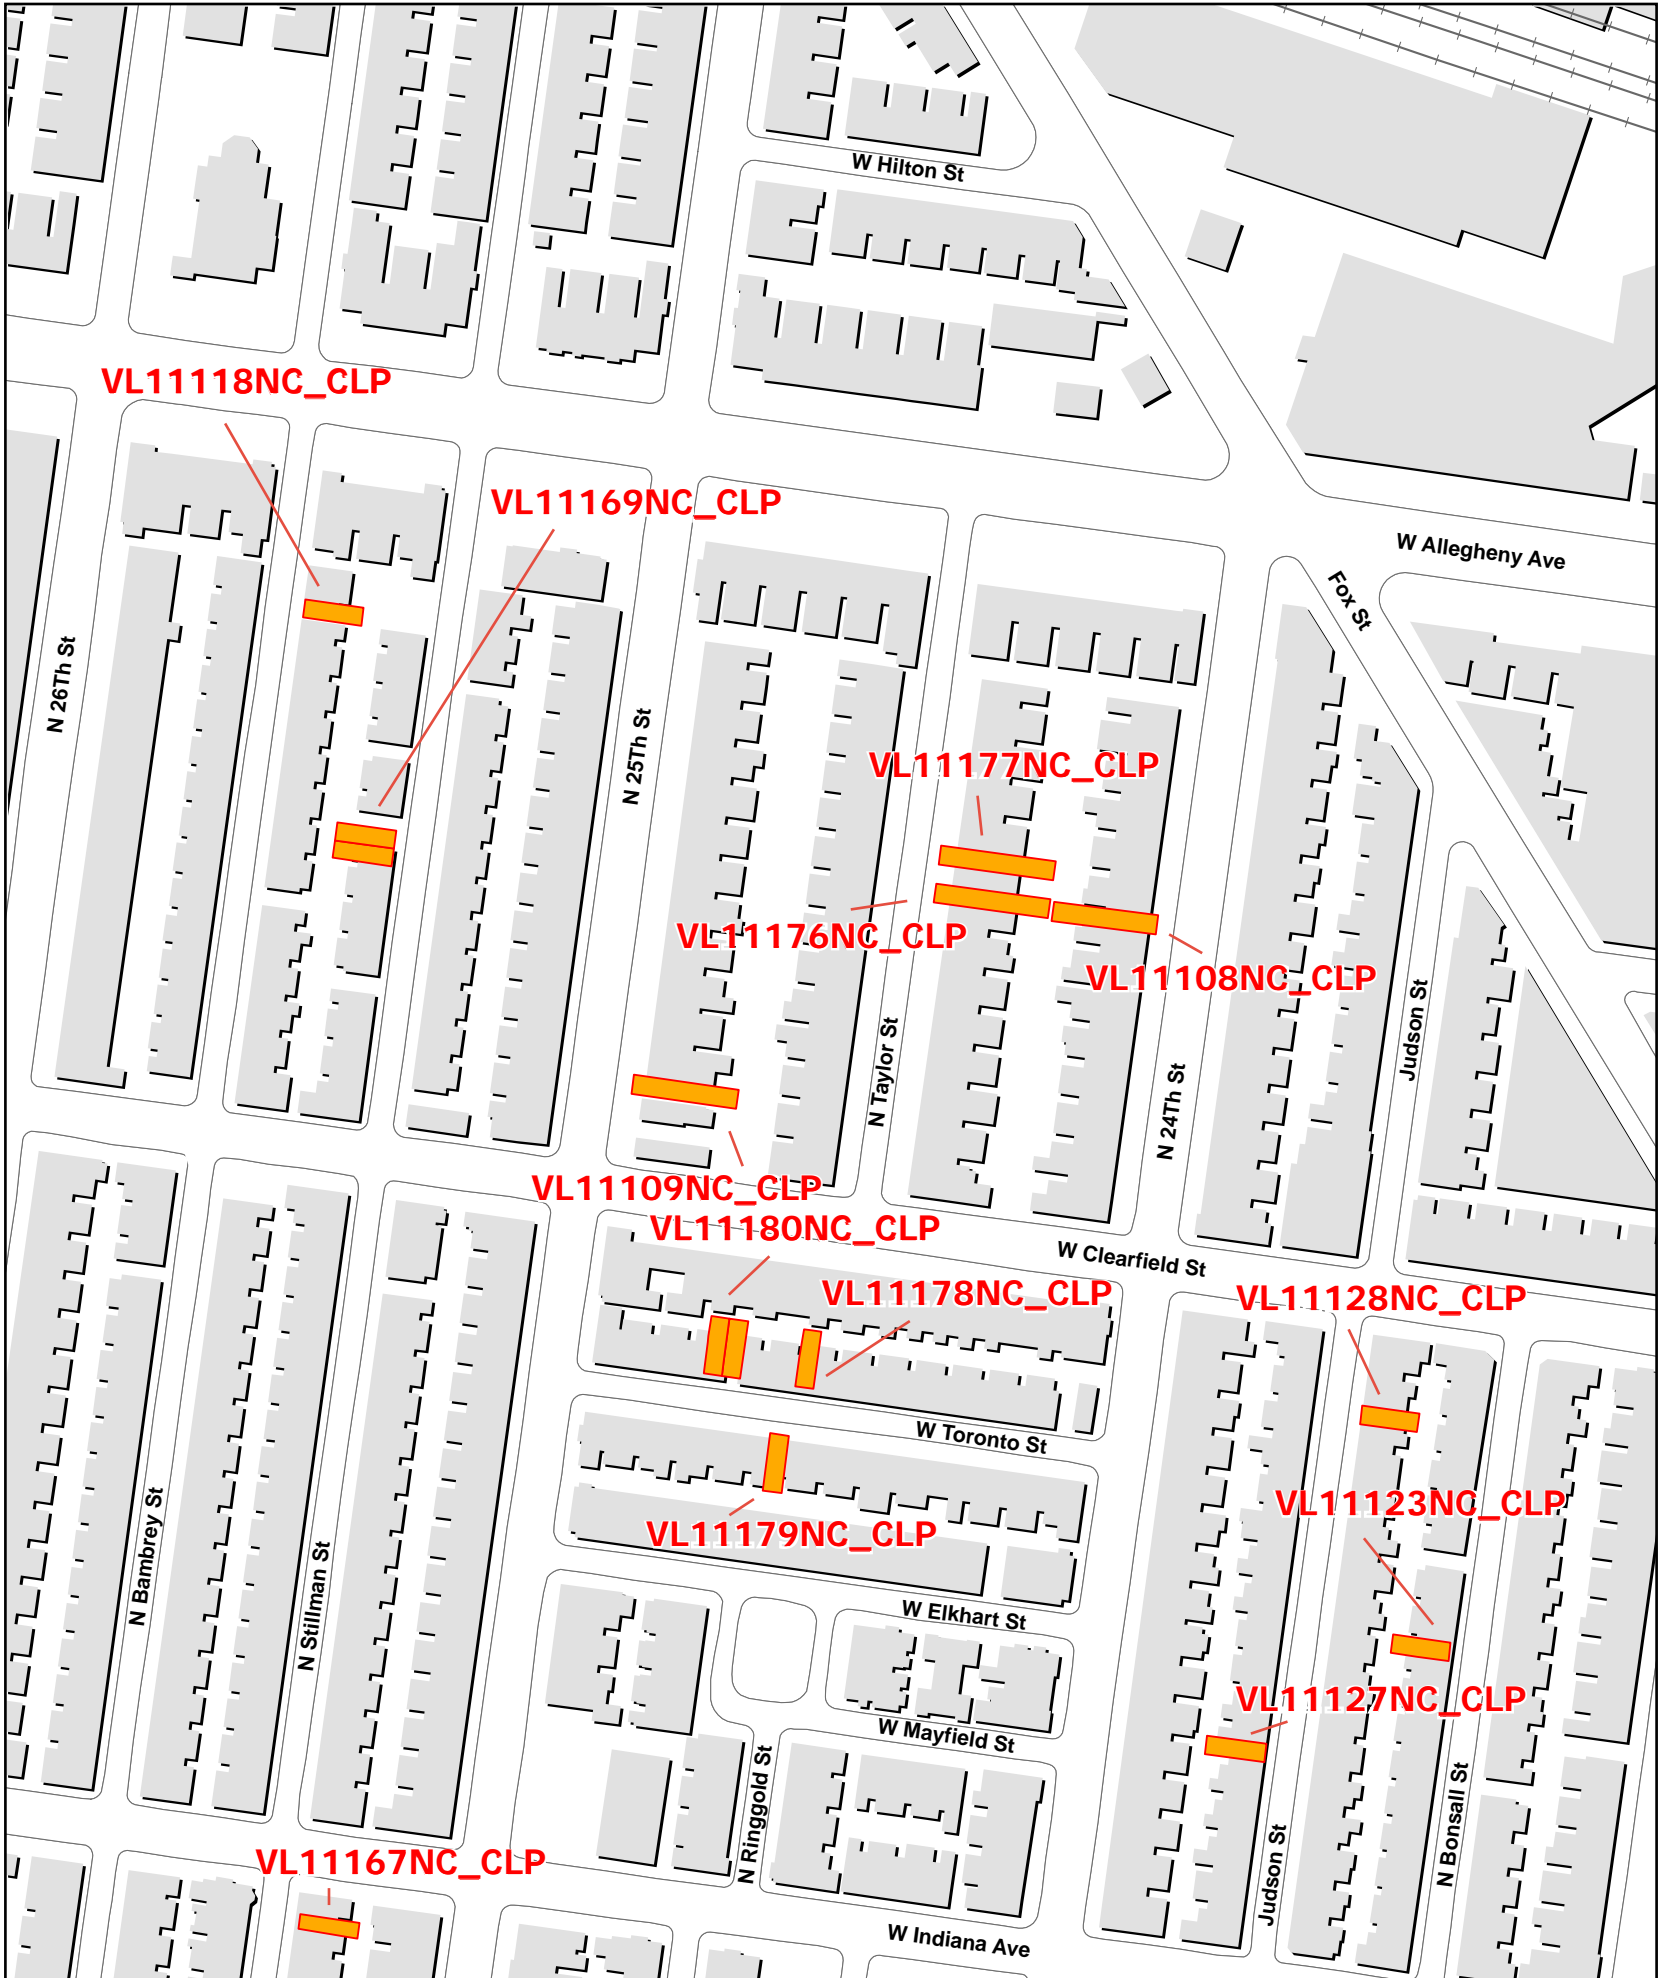 W Hilton St
VL11118NC_CLP
VL11169NC_CLP
W Allegheny Ave
Fox St
N 26Th St
N 25Th St
VL11177NC_CLP
VL11176NC_CLP
VL11108NC_CLP
Judson St
N Taylor St
N 24Th St
VL11109NC_CLP
VL11180NC_CLP
W Clearfield St
VL11178NC_CLP
VL11128NC_CLP
W Toronto St
VL11123NC_CLP
VL11179NC_CLP
N Bambrey St
N Stillman St
W Elkhart St
VL11127NC_CLP
W Mayfield St
N Ringgold St
N Bonsall St
Judson St
VL11167NC_CLP
W Indiana Ave